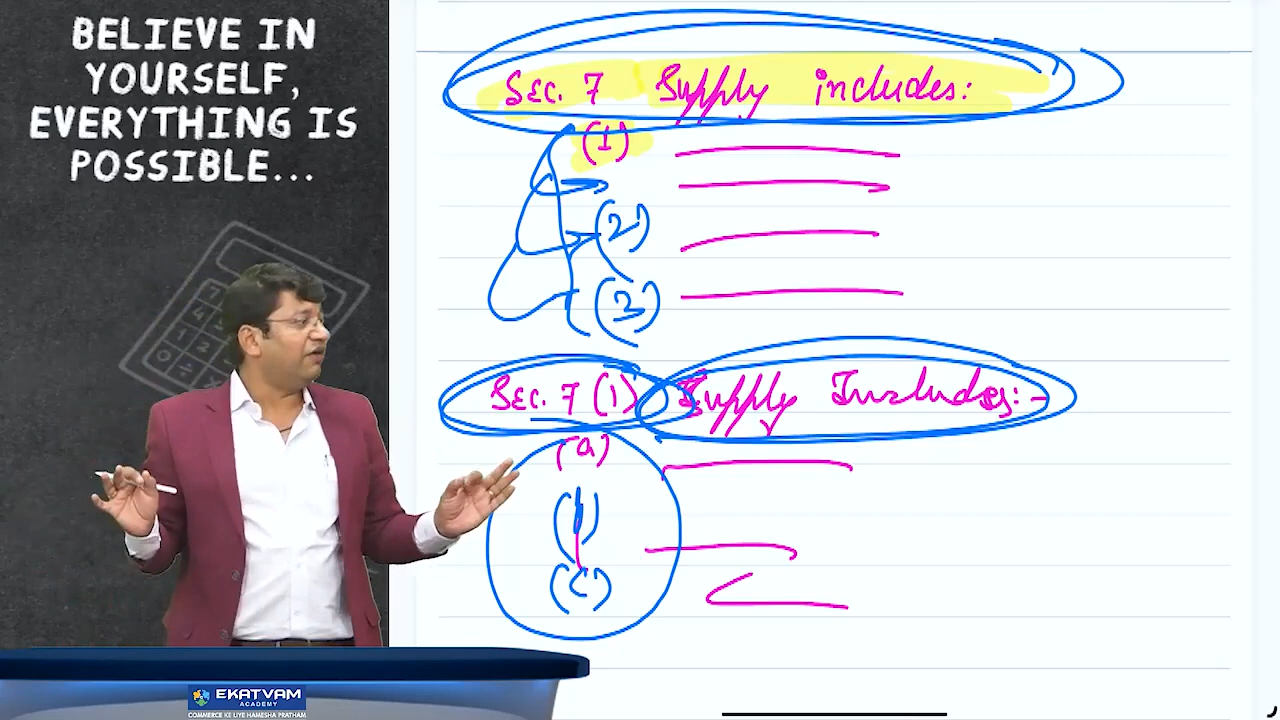 BELIEVE IN
YOURSELF,
EVERYTHING IS
POSSIBLE...
Sec. 7 Supply includes:
(1)
(2)
(3)
Sec. 7 (1) Supply Includes:-
(a)
(c)
EKATVAM
ACADEMY
COMMERCE KE LIYE HAMESHA PRATHAM